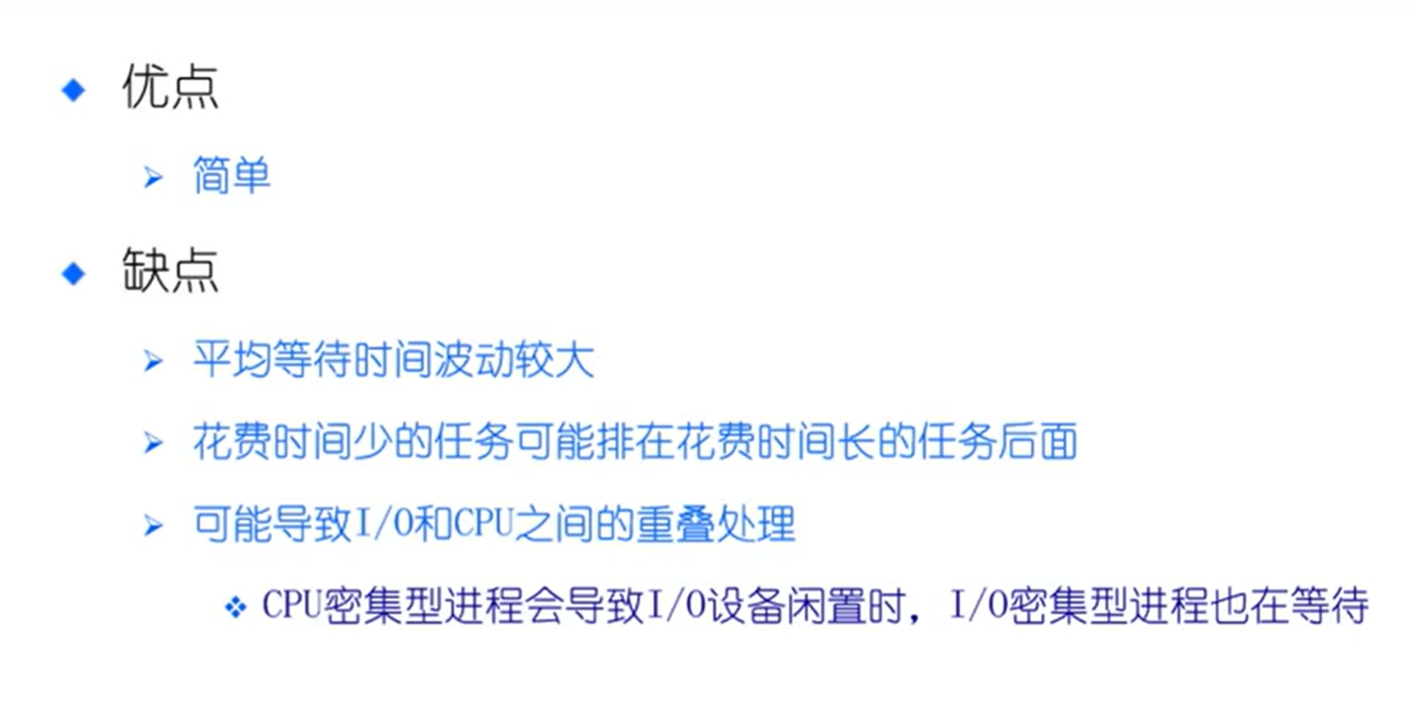 优点
简单
缺点
平均等待时间波动较大
花费时间少的任务可能排在花费时间长的任务后面
可能导致I/O和CPU之间的重叠处理
CPU密集型进程会导致I/O设备闲置时，I/O密集型进程也在等待